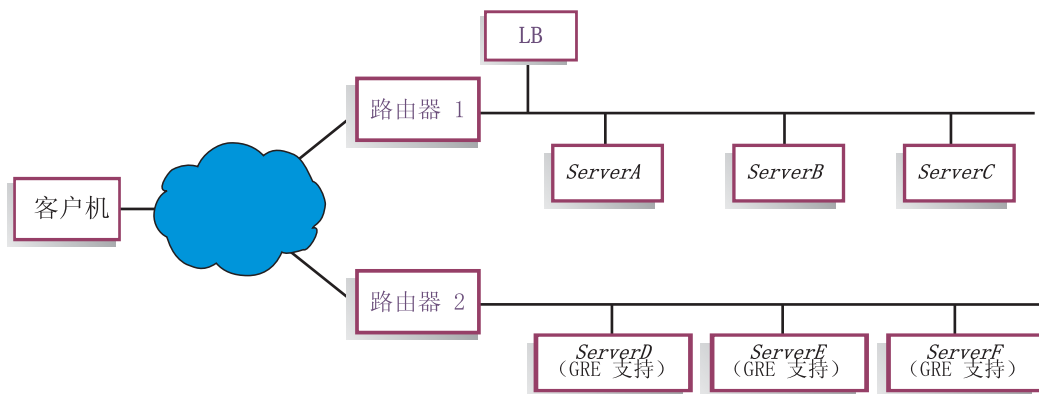 LB
路由器 1
ServerA
ServerB
ServerC
客户机
路由器 2
ServerD
(GRE 支持)
ServerE
(GRE 支持)
ServerF
(GRE 支持)